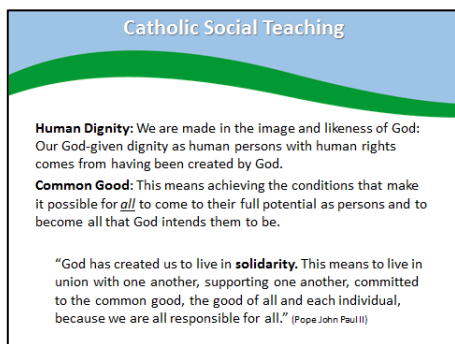 Catholic Social Teaching
Human Dignity: We are made in the image and likeness of God:
Our God-given dignity as human persons with human rights
comes from having been created by God.
Common Good: This means achieving the conditions that make
it possible for all to come to their full potential as persons and to
become all that God intends them to be.
“God has created us to live in solidarity. This means to live in
union with one another, supporting one another, committed
to the common good, the good of all and each individual,
because we are all responsible for all.” (Pope John Paul II)